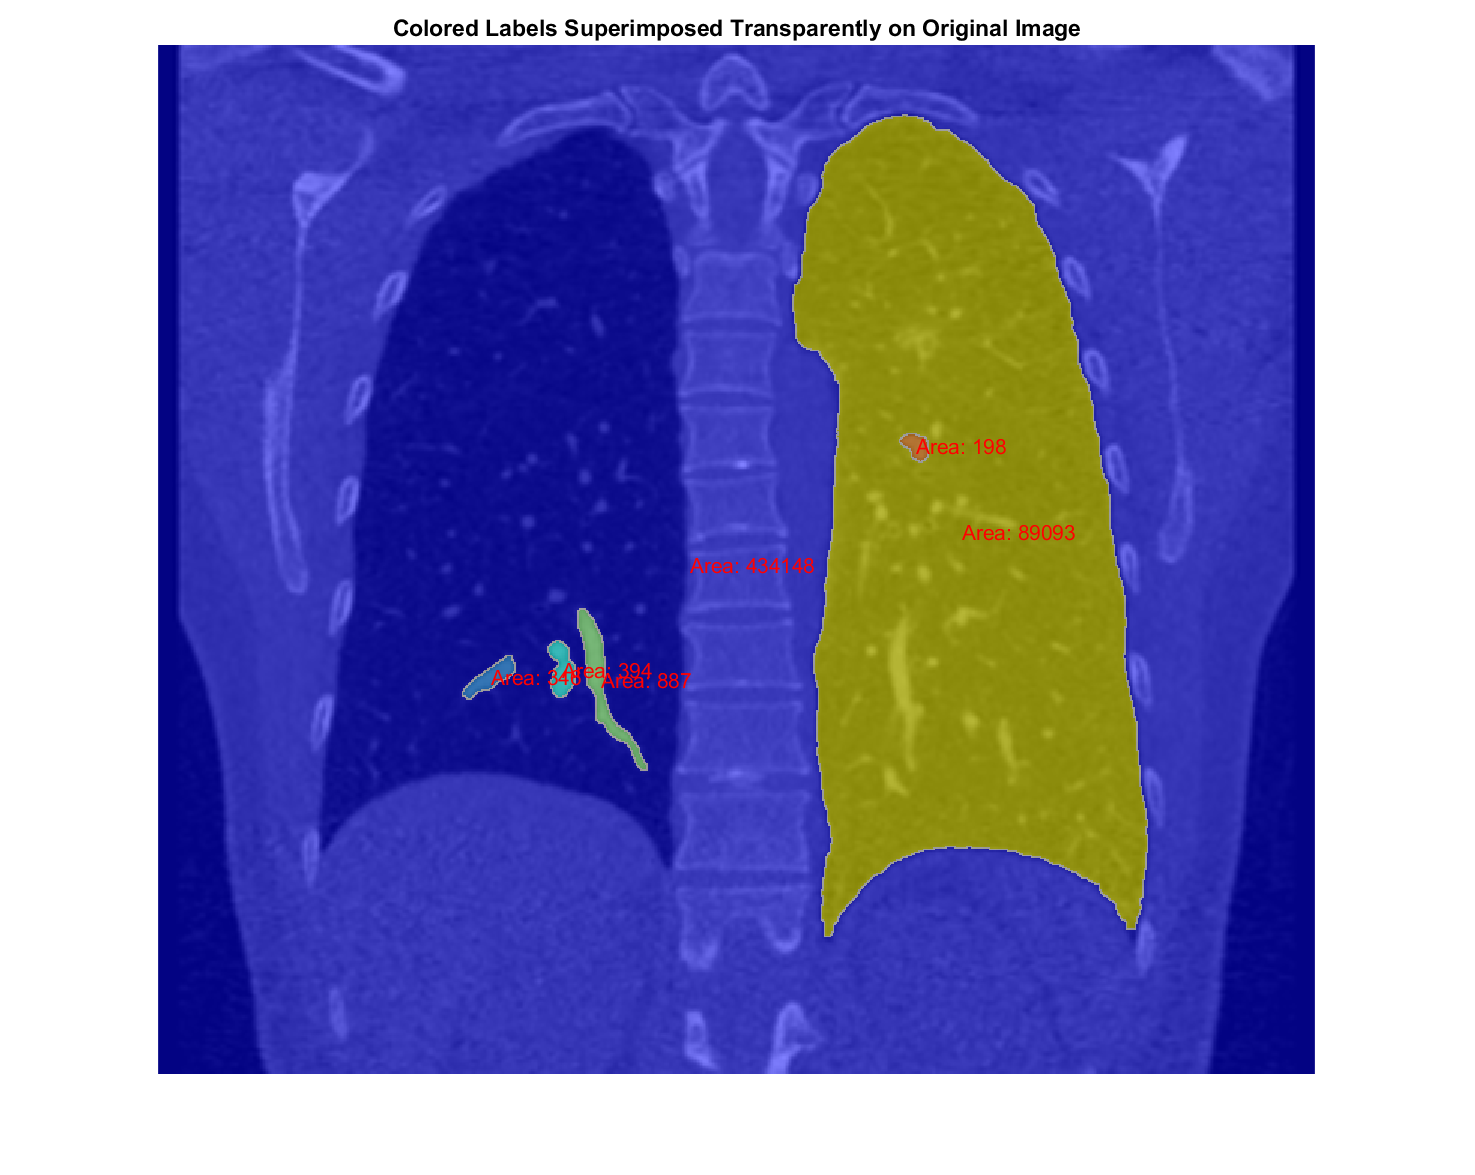 Colored Labels Superimposed Transparently on Original Image
Area: 198
Area: 89093
Area: 434148
Area: 394
Area: 887